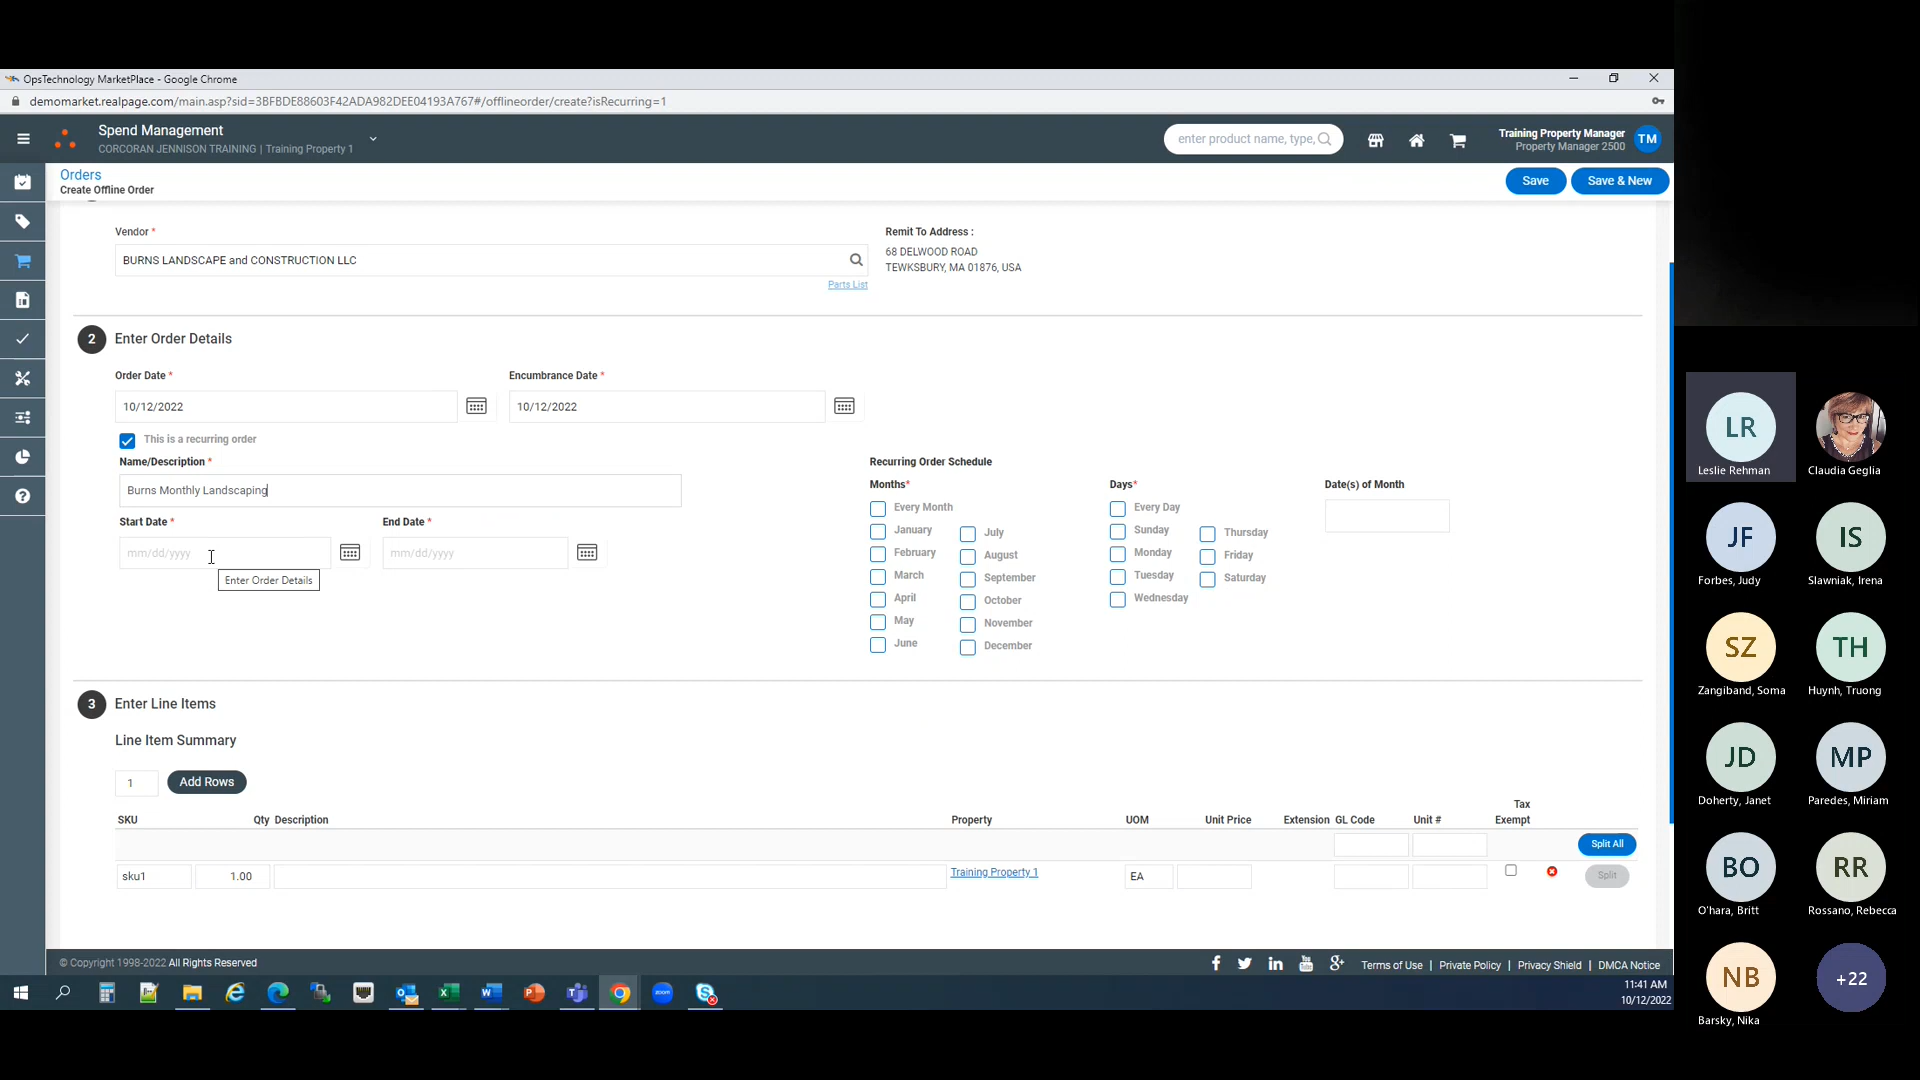 OpsTechnology MarketPlace - Google Chrome
demomarket.realpage.com/main.asp?sid=3BFBDE88603F42ADA982DEE04193A767#/offlineorder/create?isRecurring=1
Spend Management
CORCORAN JENNISON TRAINING | Training Property 1
enter product name, type,
Training Property Manager
Property Manager 2500
TM
Orders
Create Offline Order
Save
Save & New
Vendor *
BURNS LANDSCAPE and CONSTRUCTION LLC
Parts List
Remit To Address :
68 DELWOOD ROAD
TEWKSBURY, MA 01876, USA
2 Enter Order Details
Order Date *
Encumbrance Date *
10/12/2022
10/12/2022
This is a recurring order
Name/Description *
Burns Monthly Landscaping
Start Date *
End Date *
mm/dd/yyyy
mm/dd/yyyy
Enter Order Details
Recurring Order Schedule
Months*
Every Month
January
February
March
April
May
June
July
August
September
October
November
December
Days*
Every Day
Sunday
Monday
Tuesday
Wednesday
Thursday
Friday
Saturday
Date(s) of Month
3 Enter Line Items
Line Item Summary
1 Add Rows
SKU Qty Description Property UOM Unit Price Extension GL Code Unit # Tax Exempt
Split All
sku1 1.00 Training Property 1 EA Split
© Copyright 1998-2022 All Rights Reserved
Terms of Use | Private Policy | Privacy Shield | DMCA Notice
zoom
11:41 AM
10/12/2022
LR
Leslie Rehman
Claudia Geglia
JF
Forbes, Judy
IS
Slawniak, Irena
SZ
Zangiband, Soma
TH
Huynh, Truong
JD
Doherty, Janet
MP
Paredes, Miriam
BO
O'hara, Britt
RR
Rossano, Rebecca
NB
Barsky, Nika
+22